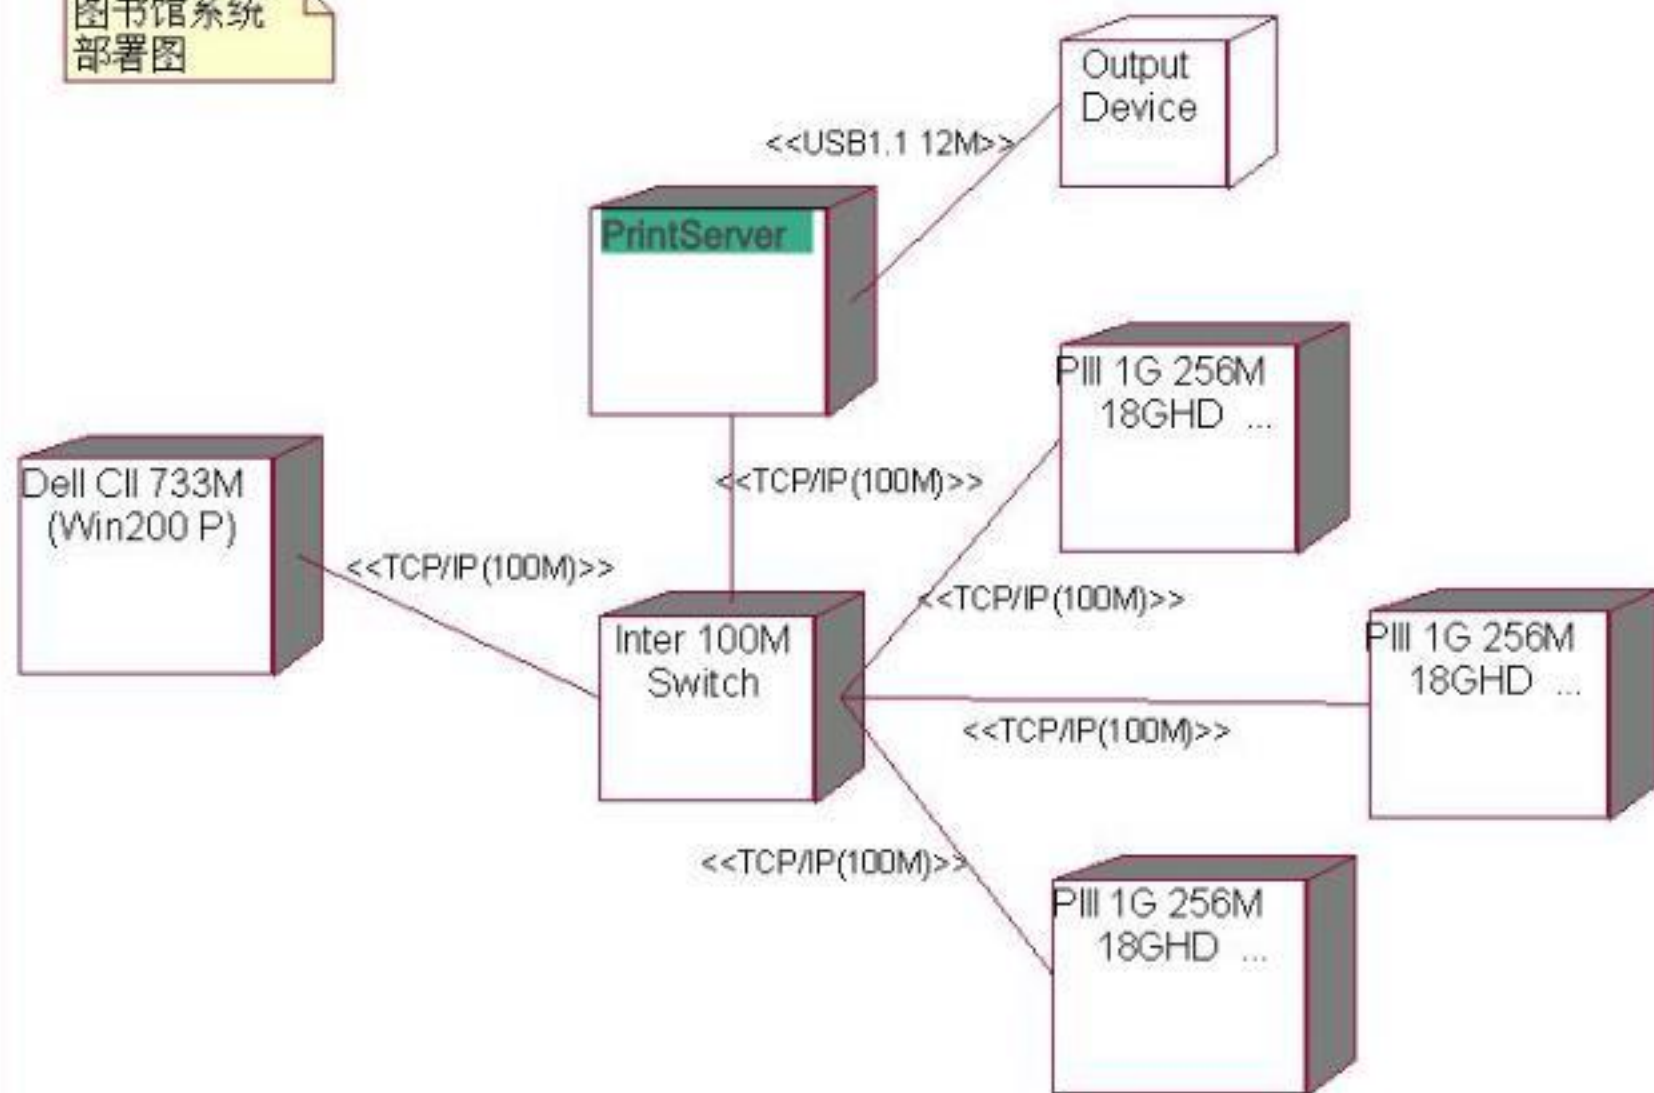 图书馆系统
部署图
Output
Device
<<USB1.1 12M>>
PrintServer
PIII 1G 256M
18GHD ...
<<TCP/IP(100M)>>
Dell CII 733M
(Win200 P)
<<TCP/IP(100M)>>
<<TCP/IP(100M)>>
Inter 100M
Switch
PIII 1G 256M
18GHD ...
<<TCP/IP(100M)>>
<<TCP/IP(100M)>>
PIII 1G 256M
18GHD ...